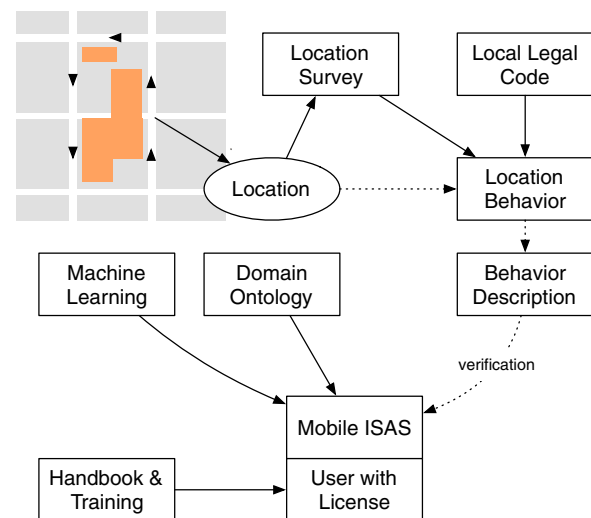 Location
Survey
Local Legal
Code
Location
Location
Behavior
Machine
Learning
Domain
Ontology
Behavior
Description
verification
Mobile ISAS
Handbook &
Training
User with
License